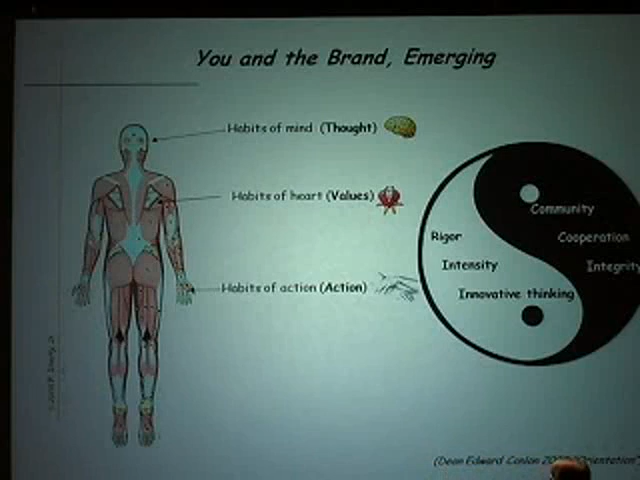 You and the Brand, Emerging
Habits of mind (Thought)
Habits of heart (Values)
Habits of action (Action)
Community
Rigor
Cooperation
Intensity
Integrity
Innovative thinking
(Dean Edward Conlon